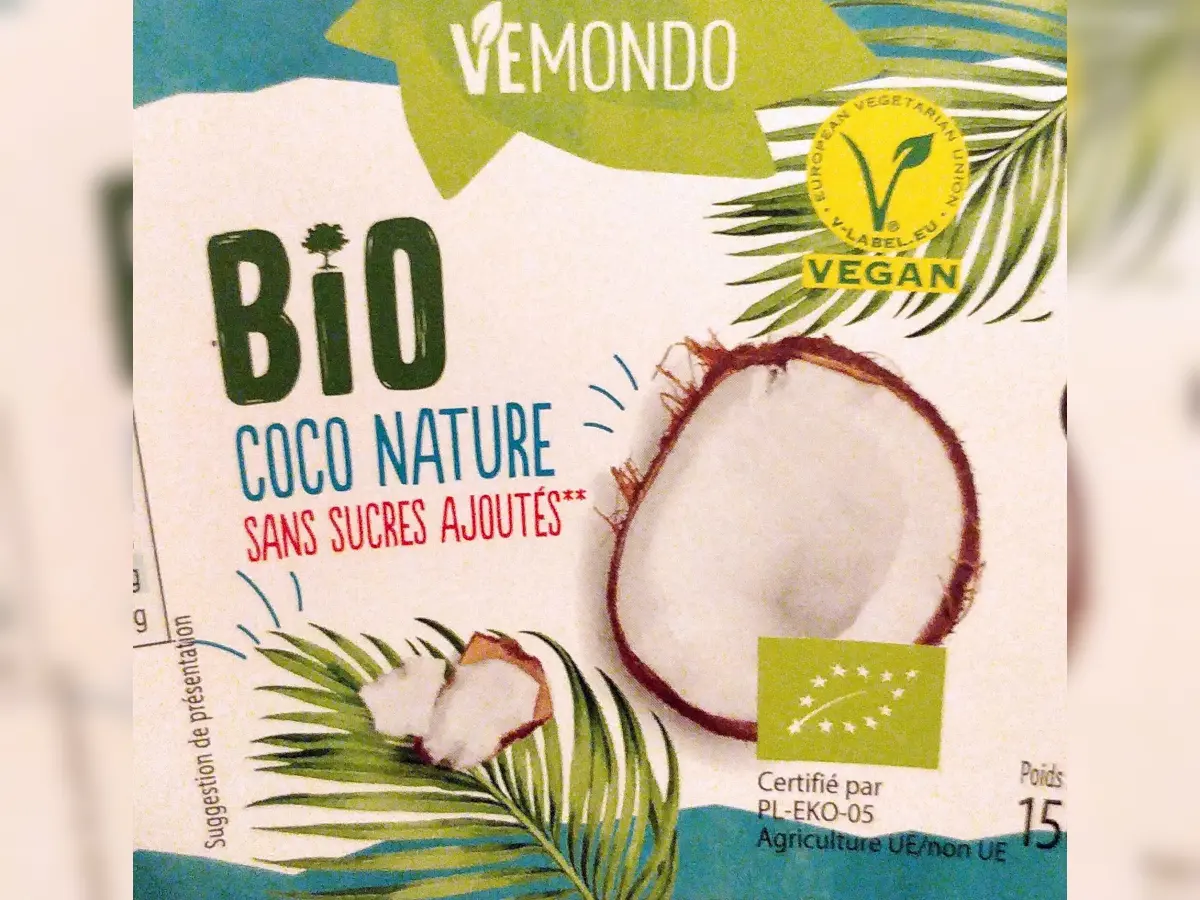 VEMONDO
EUROPEAN VEGETARIAN UNION
V-LABEL.EU
VEGAN
BiO
COCO NATURE
SANS SUCRES AJOUTÉS**
Suggestion de présentation
Certifié par
PL-EKO-05
Agriculture UE/non UE
Poids
15